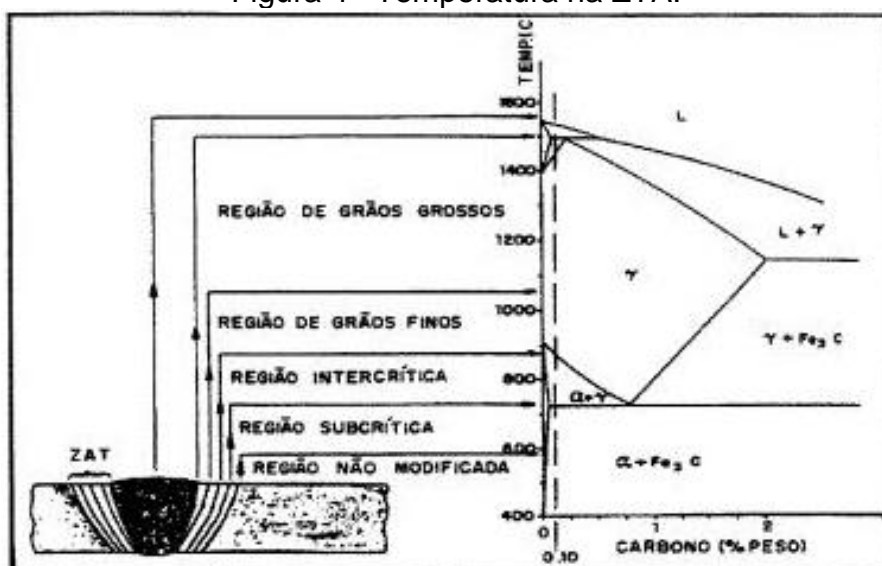 Figura 4 - Temperatura na ZTA.
TEMP.(C)
1600
1400
1200
1000
800
600
400
L
L + γ
γ
γ + Fe3 C
α+γ
α+Fe3 C
REGIÃO DE GRÃOS GROSSOS
REGIÃO DE GRÃOS FINOS
REGIÃO INTERCRÍTICA
REGIÃO SUBCRÍTICA
REGIÃO NÃO MODIFICADA
ZAT
0
1
2
0,10
CARBONO (% PESO)